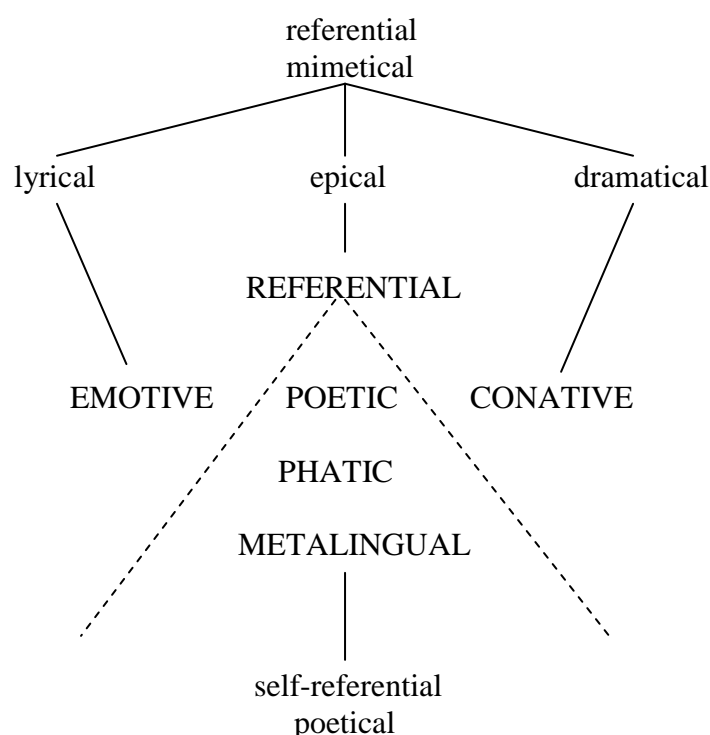 referential
mimetical
lyrical epical dramatical
REFERENTIAL
EMOTIVE POETIC CONATIVE
PHATIC
METALINGUAL
self-referential
poetical